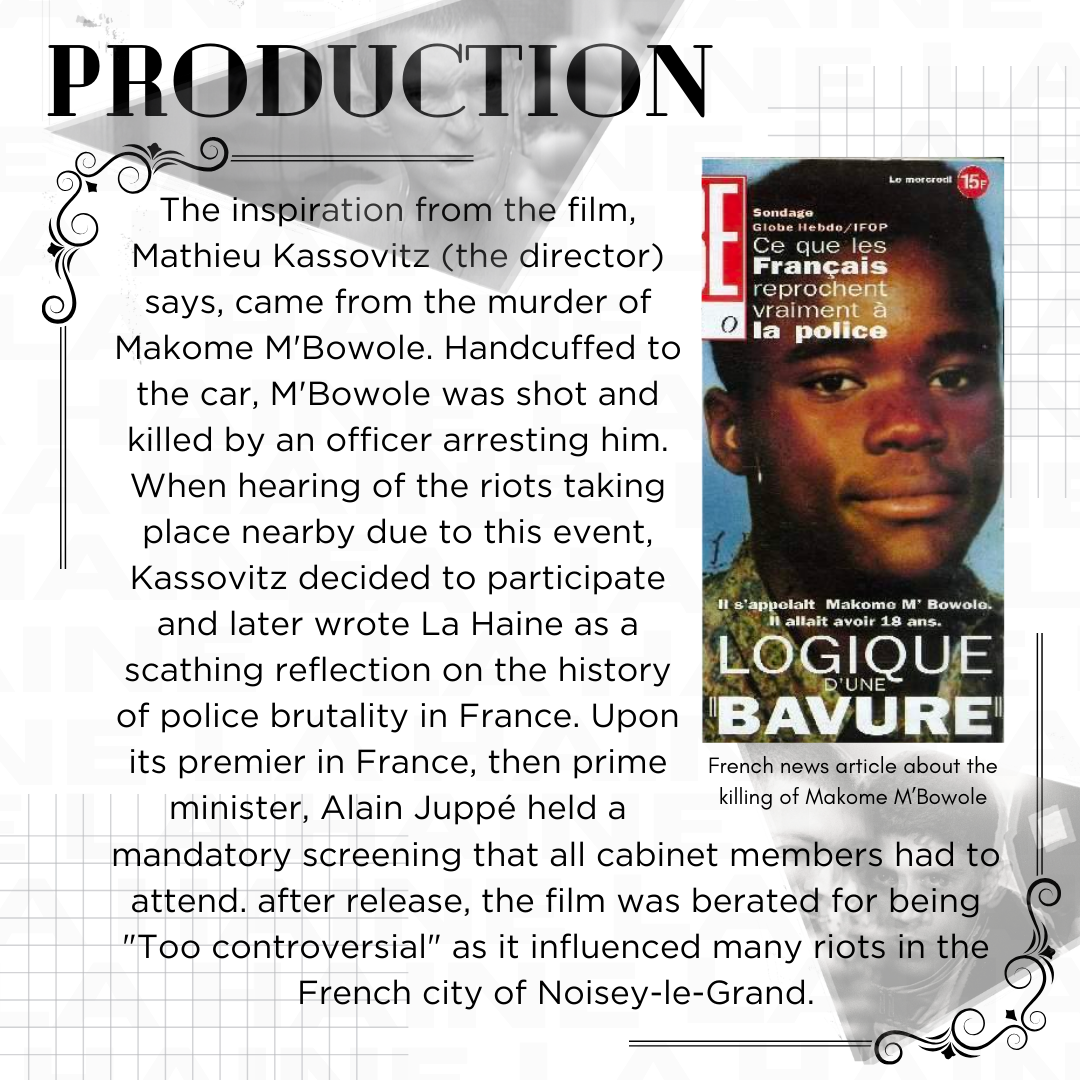 PRODUCTION
The inspiration from the film,
Mathieu Kassovitz (the director)
says, came from the murder of
Makome M'Bowole. Handcuffed to
the car, M'Bowole was shot and
killed by an officer arresting him.
When hearing of the riots taking
place nearby due to this event,
Kassovitz decided to participate
and later wrote La Haine as a
scathing reflection on the history
of police brutality in France. Upon
its premier in France, then prime
minister, Alain Juppé held a
mandatory screening that all cabinet members had to
attend. after release, the film was berated for being
"Too controversial" as it influenced many riots in the
French city of Noisey-le-Grand.
Le mercredi 15F
E
O
Sondage
Globe Hebdo/IFOP
Ce que les
Français
reprochent
vraiment à
la police
Il s'appelait Makome M' Bowole.
Il allait avoir 18 ans.
LOGIQUE
D'UNE
"BAVURE"
French news article about the
killing of Makome M'Bowole